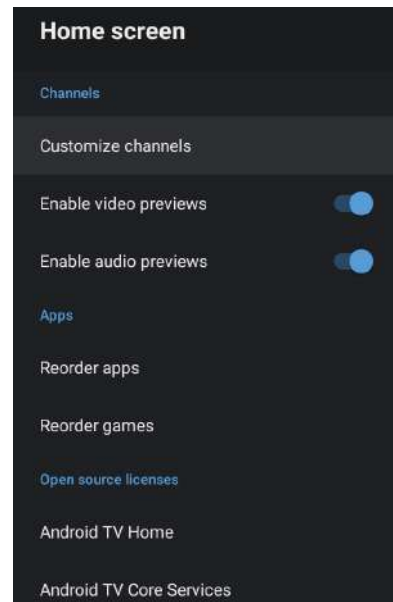 Home screen
Channels
Customize channels
Enable video previews
Enable audio previews
Apps
Reorder apps
Reorder games
Open source licenses
Android TV Home
Android TV Core Services